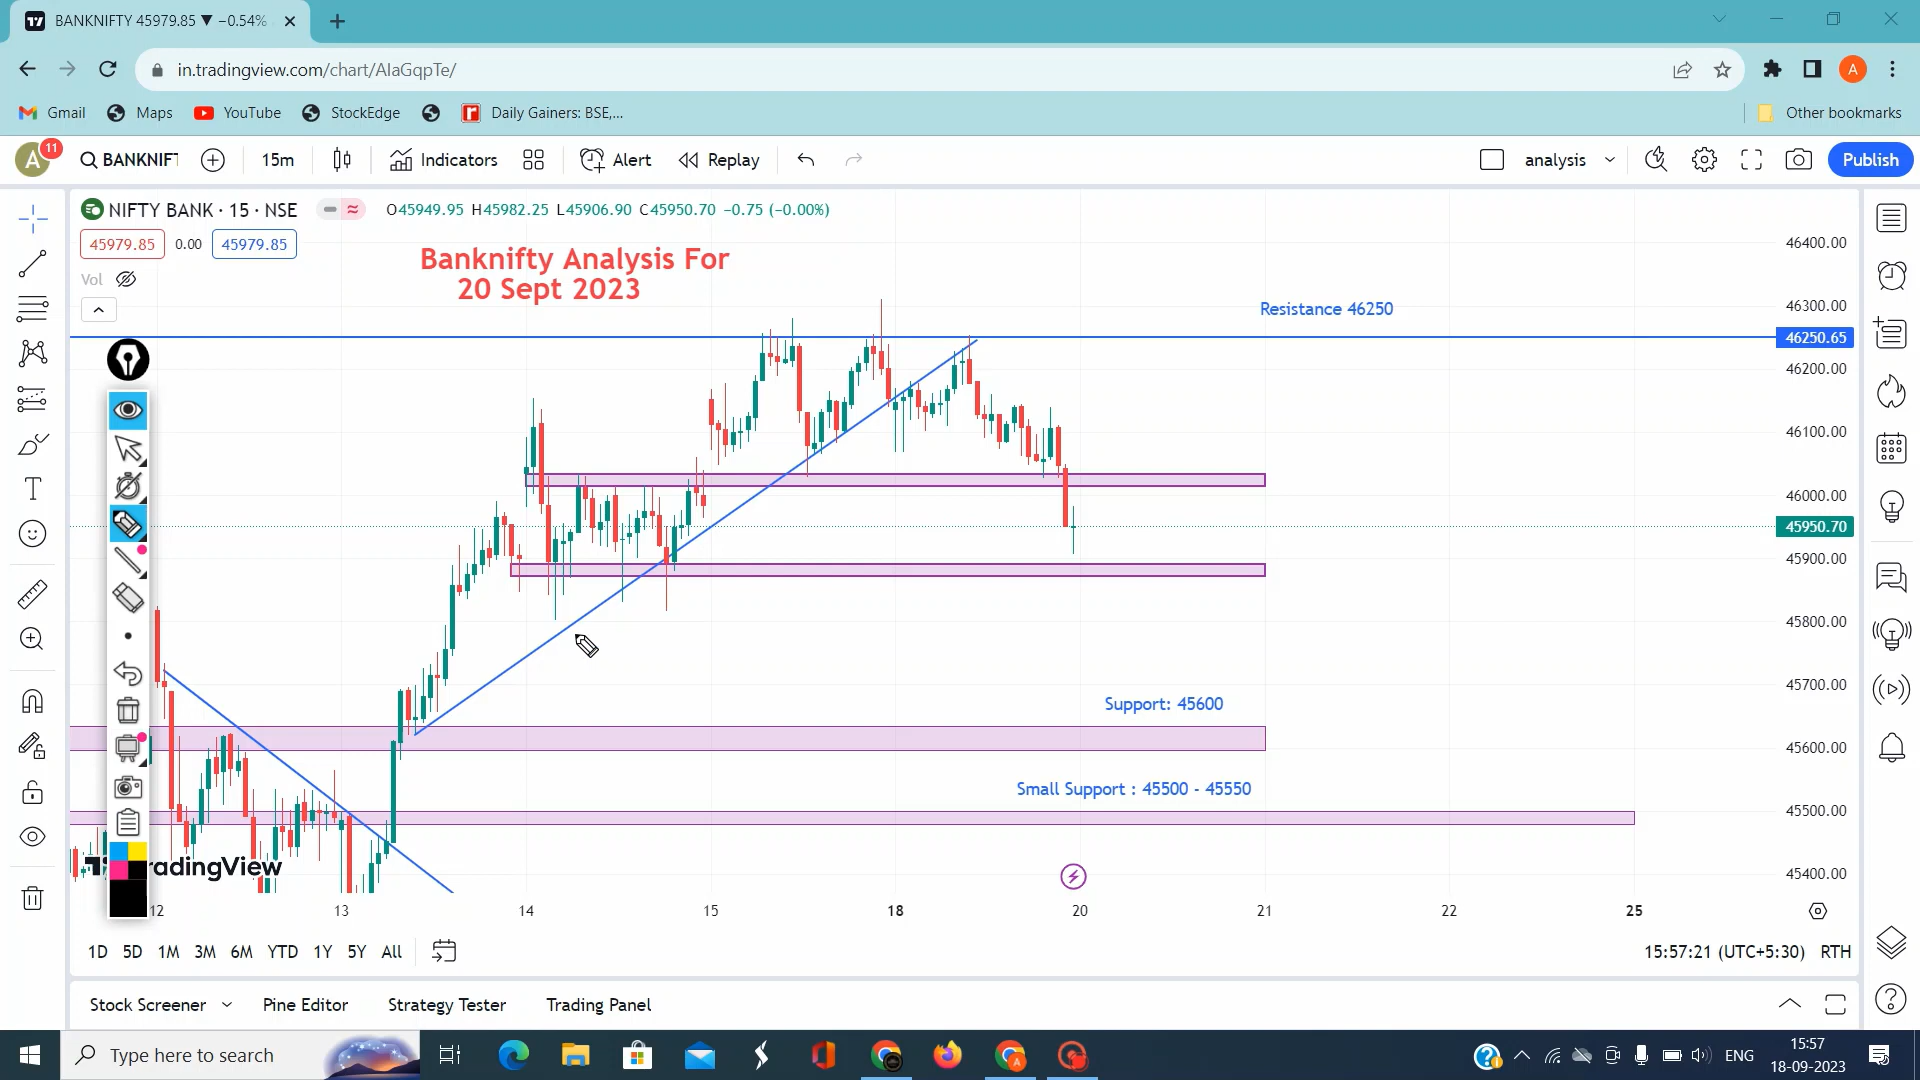 BANKNIFTY 45979.85 ▼ −0.54%
in.tradingview.com/chart/AlaGqpTe/
A
Gmail
Maps
YouTube
StockEdge
Daily Gainers: BSE,...
Other bookmarks
A
11
BANKNIFT
15m
Indicators
Alert
Replay
analysis
Publish
NIFTY BANK · 15 · NSE
O45949.95 H45982.25 L45906.90 C45950.70 −0.75 (−0.00%)
45979.85
0.00
45979.85
Vol
Banknifty Analysis For
20 Sept 2023
Resistance 46250
Support: 45600
Small Support : 45500 - 45550
46400.00
46300.00
46250.65
46200.00
46100.00
46000.00
45950.70
45900.00
45800.00
45700.00
45600.00
45500.00
45400.00
TradingView
12
13
14
15
18
20
21
22
25
1D
5D
1M
3M
6M
YTD
1Y
5Y
All
15:57:21 (UTC+5:30)
RTH
Stock Screener
Pine Editor
Strategy Tester
Trading Panel
Type here to search
ENG
15:57
18-09-2023